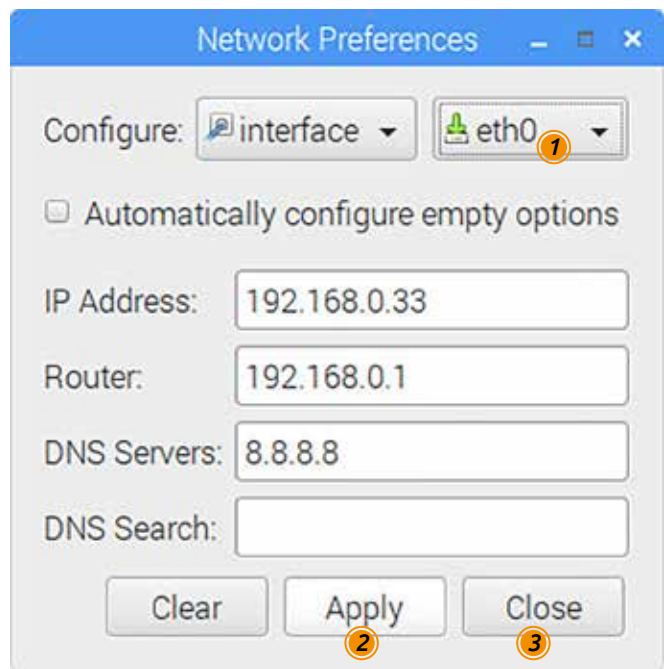 Network Preferences
Configure: interface eth0 1
Automatically configure empty options
IP Address: 192.168.0.33
Router: 192.168.0.1
DNS Servers: 8.8.8.8
DNS Search:
Clear Apply Close
2 3